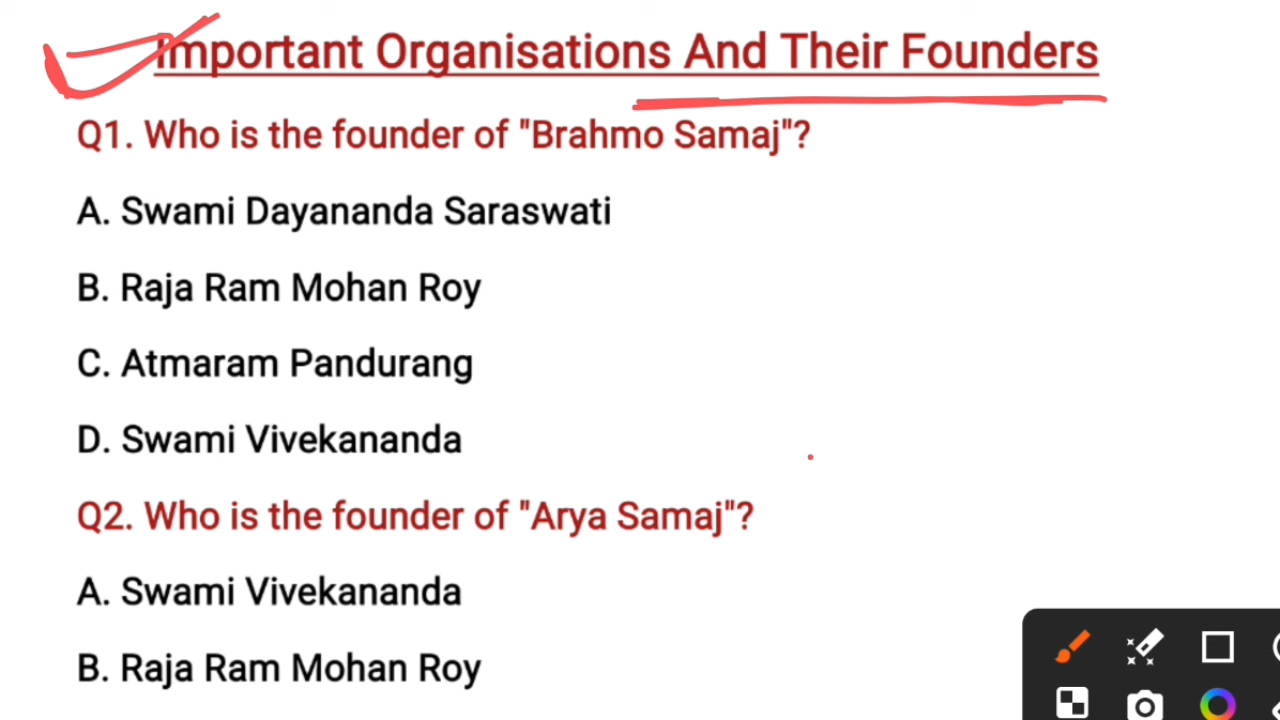 Important Organisations And Their Founders
Q1. Who is the founder of "Brahmo Samaj"?
A. Swami Dayananda Saraswati
B. Raja Ram Mohan Roy
C. Atmaram Pandurang
D. Swami Vivekananda
Q2. Who is the founder of "Arya Samaj"?
A. Swami Vivekananda
B. Raja Ram Mohan Roy